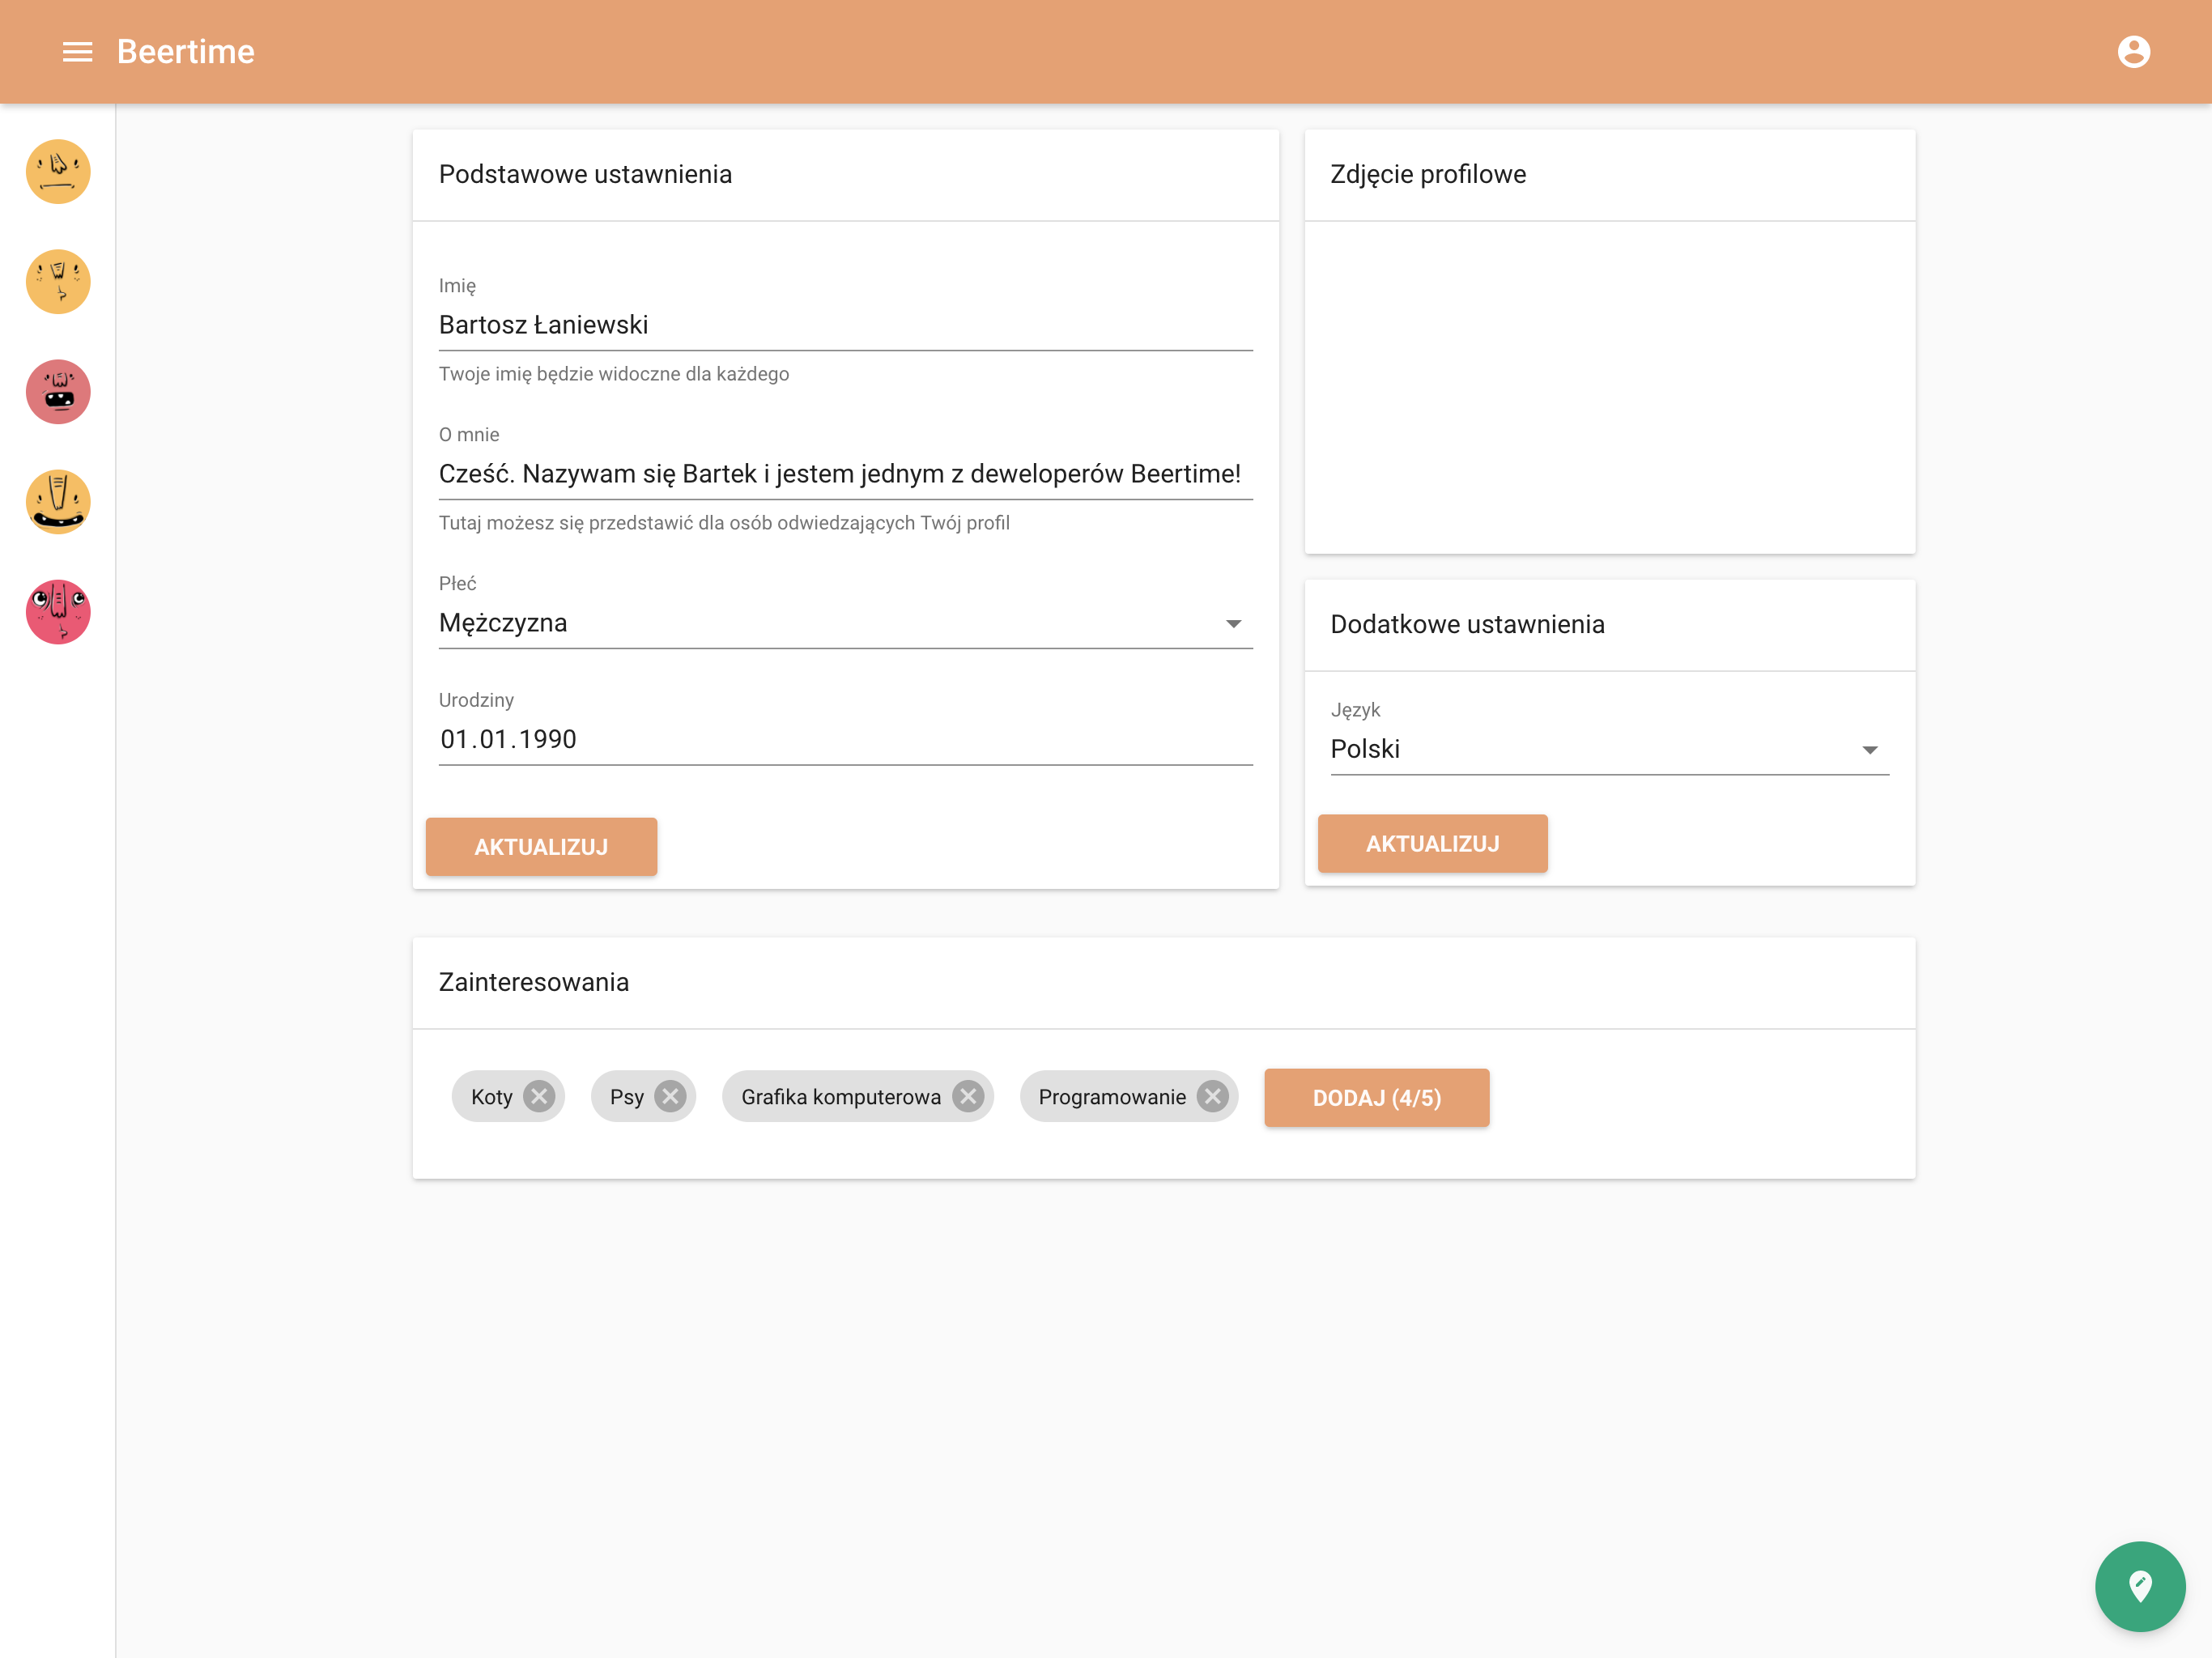 Beertime
Podstawowe ustawnienia
Imię
Bartosz Łaniewski
Twoje imię będzie widoczne dla każdego
O mnie
Cześć. Nazywam się Bartek i jestem jednym z deweloperów Beertime!
Tutaj możesz się przedstawić dla osób odwiedzających Twój profil
Płeć
Mężczyzna
Urodziny
01.01.1990
AKTUALIZUJ
Zdjęcie profilowe
Dodatkowe ustawnienia
Język
Polski
AKTUALIZUJ
Zainteresowania
Koty Psy Grafika komputerowa Programowanie DODAJ (4/5)